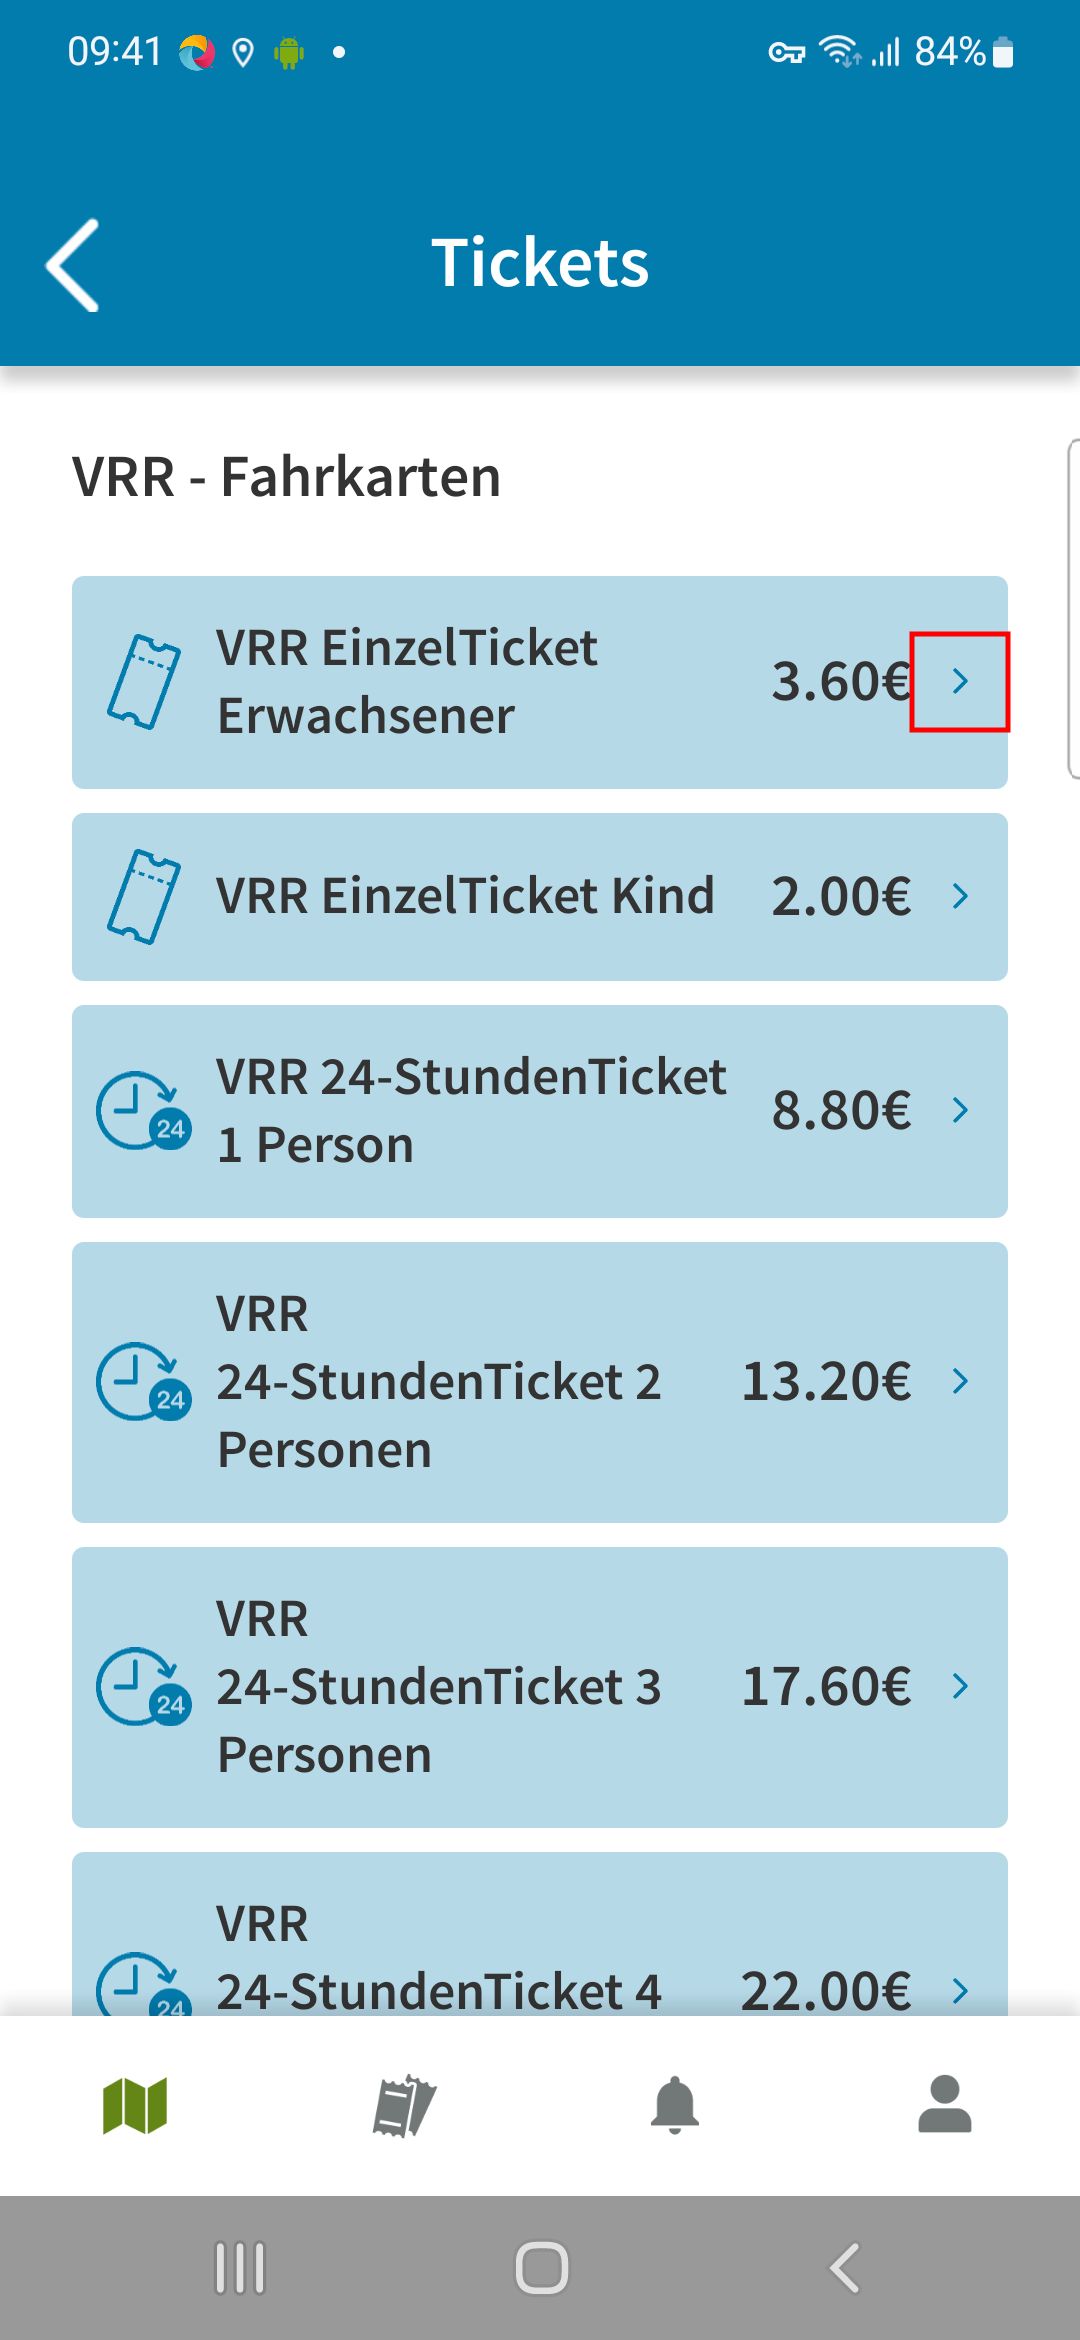 09:41
84%
Tickets
VRR - Fahrkarten
VRR EinzelTicket
Erwachsener
3.60€
VRR EinzelTicket Kind
2.00€
VRR 24-StundenTicket
1 Person
8.80€
24
VRR
24-StundenTicket 2
Personen
13.20€
24
VRR
24-StundenTicket 3
Personen
17.60€
24
VRR
24-StundenTicket 4
22.00€
24